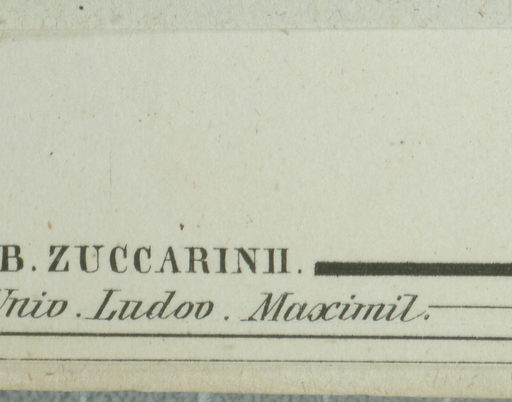 B. ZUCCARINII.
Univ. Ludov. Maximil.